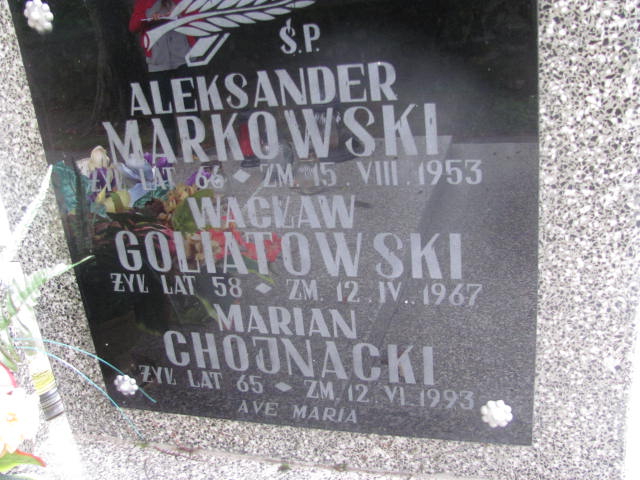 Ś.P.
ALEKSANDER
MARKOWSKI
ŻYŁ LAT 66 ◆ ZM. 15 VIII. 1953
WACŁAW
GOLIATOWSKI
ŻYŁ LAT 58 ◆ ZM. 12.IV. 1967
MARIAN
CHOJNACKI
ŻYŁ LAT 65 ◆ ZM. 12 VI. 1993
AVE MARIA